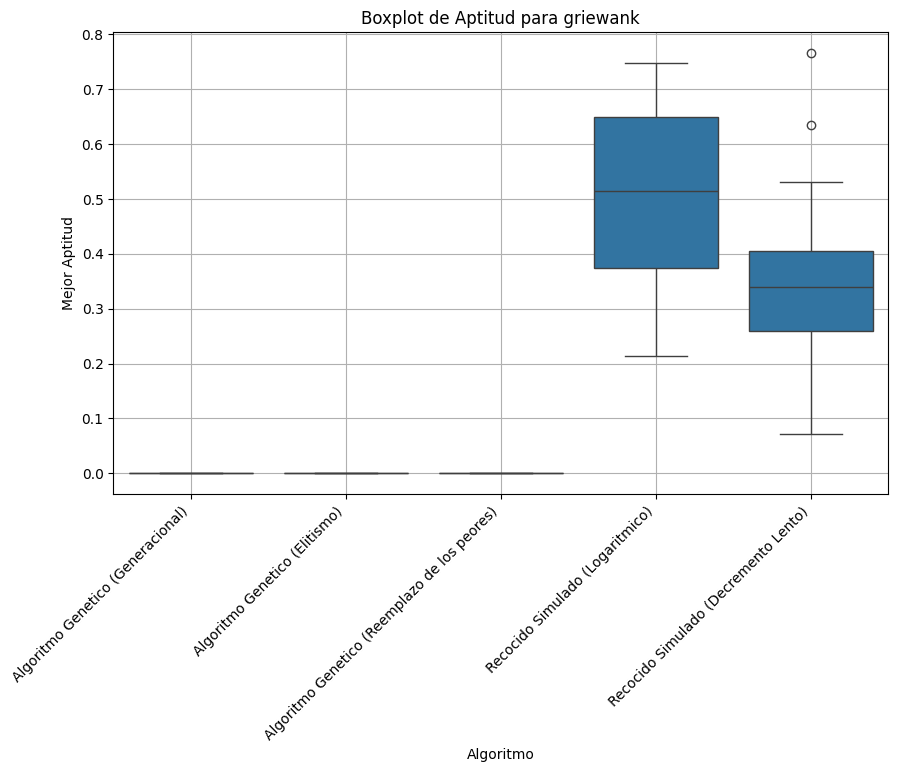 Boxplot de Aptitud para griewank
0.8
0.7
0.6
0.5
0.4
0.3
0.2
0.1
0.0
Mejor Aptitud
Algoritmo Genetico (Generacional)
Algoritmo Genetico (Elitismo)
Algoritmo Genetico (Reemplazo de los peores)
Recocido Simulado (Logaritmico)
Recocido Simulado (Decremento Lento)
Algoritmo